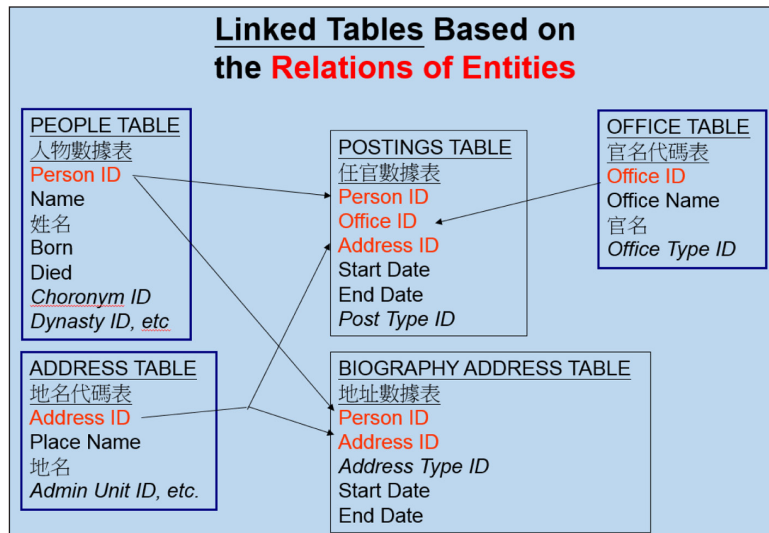 Linked Tables Based on
the Relations of Entities
PEOPLE TABLE
人物數據表
Person ID
Name
姓名
Born
Died
Choronym ID
Dynasty ID, etc
POSTINGS TABLE
任官數據表
Person ID
Office ID
Address ID
Start Date
End Date
Post Type ID
OFFICE TABLE
官名代碼表
Office ID
Office Name
官名
Office Type ID
ADDRESS TABLE
地名代碼表
Address ID
Place Name
地名
Admin Unit ID, etc.
BIOGRAPHY ADDRESS TABLE
地址數據表
Person ID
Address ID
Address Type ID
Start Date
End Date